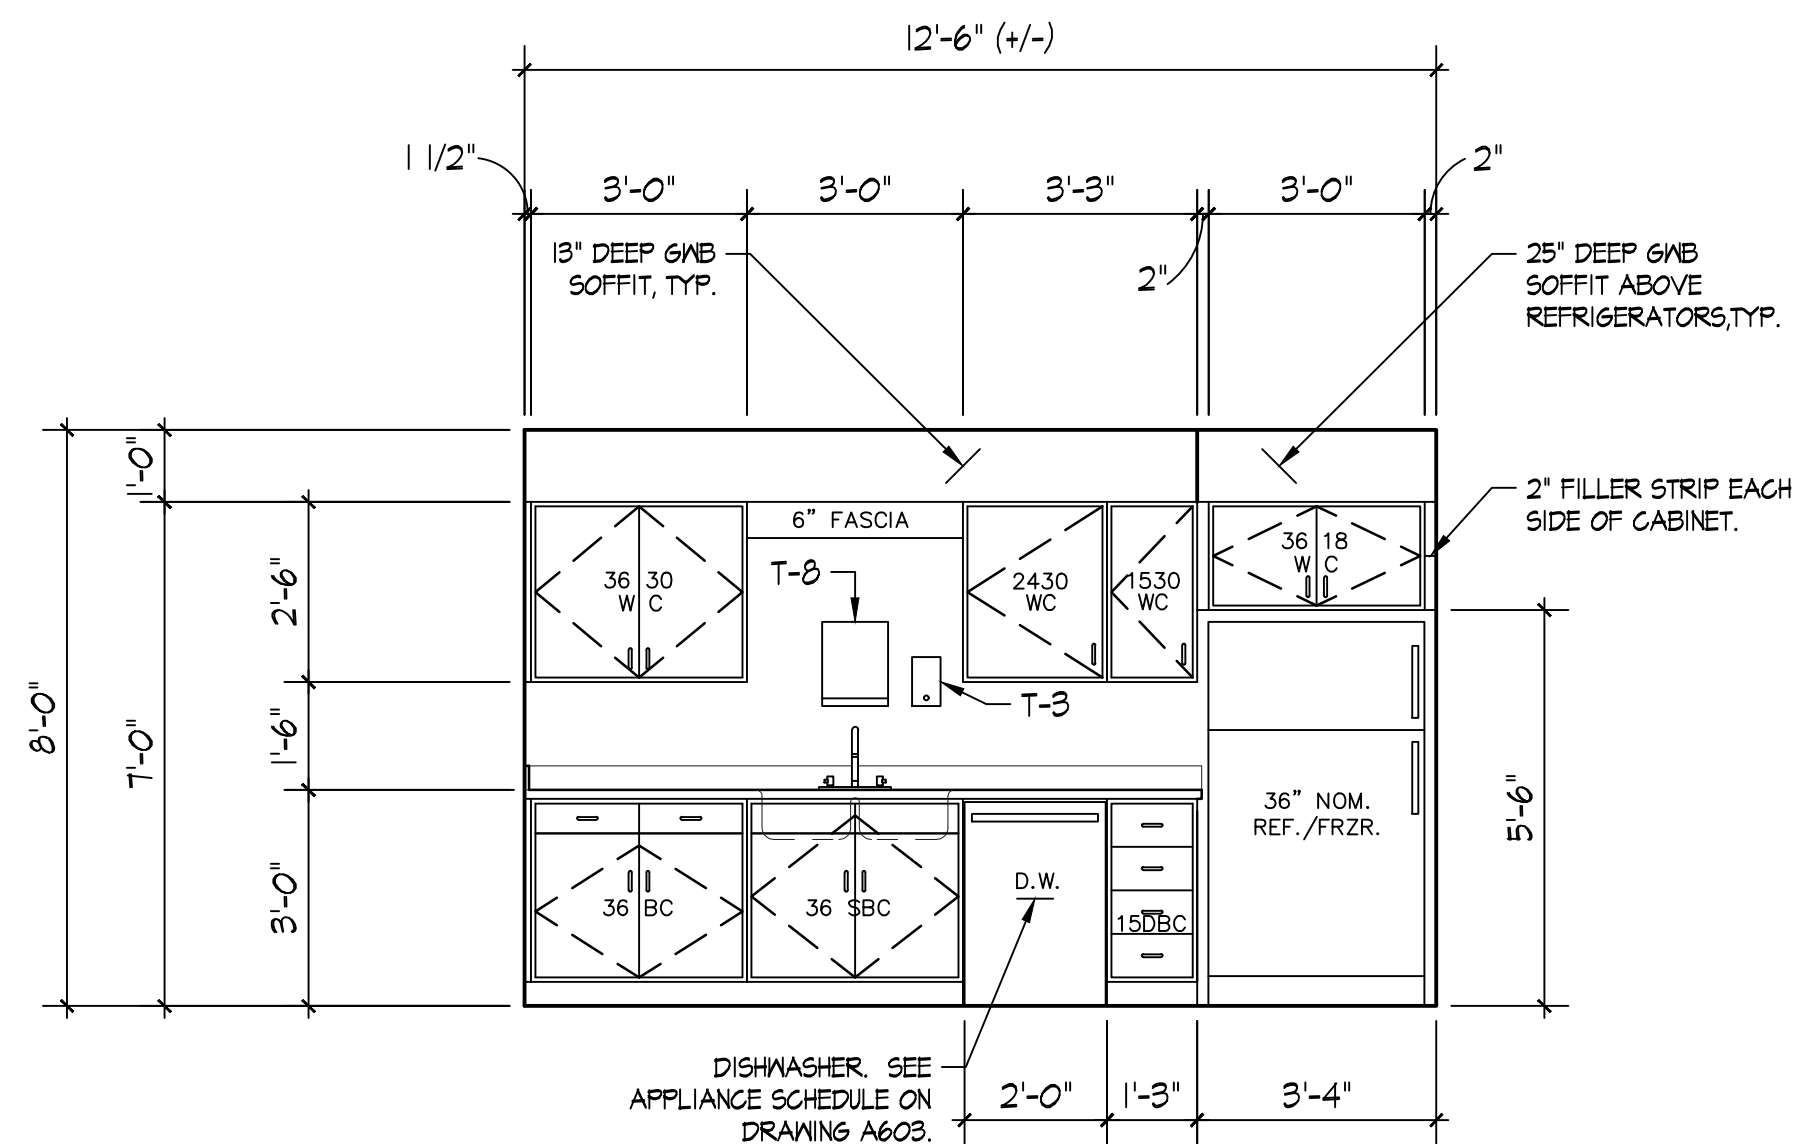 12'-6" (+/-)
1 1/2"
3'-0"
3'-0"
3'-3"
3'-0"
2"
2"
13" DEEP GWB
SOFFIT, TYP.
25" DEEP GWB
SOFFIT ABOVE
REFRIGERATORS,TYP.
2" FILLER STRIP EACH
SIDE OF CABINET.
1'-0"
8'-0"
7'-0"
2'-6"
1'-6"
3'-0"
6” FASCIA
T-8
T-3
36 30
W C
2430
WC
1530
WC
36 18
W C
36” NOM.
REF./FRZR.
5'-6"
36 BC
36 SBC
D.W.
15DBC
DISHWASHER. SEE
APPLIANCE SCHEDULE ON
DRAWING A603.
2'-0"
1'-3"
3'-4"